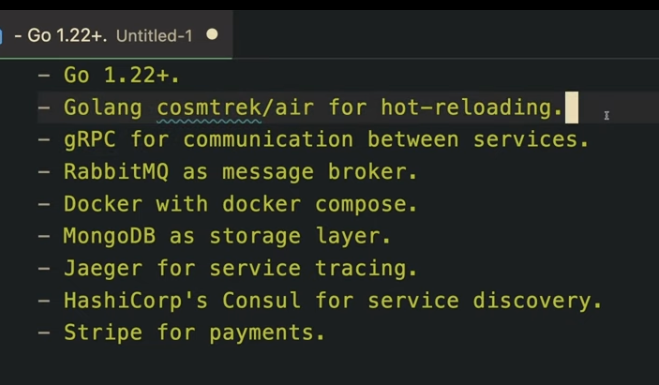 - Go 1.22+. Untitled-1
- Go 1.22+.
- Golang cosmtrek/air for hot-reloading.
- gRPC for communication between services.
- RabbitMQ as message broker.
- Docker with docker compose.
- MongoDB as storage layer.
- Jaeger for service tracing.
- HashiCorp's Consul for service discovery.
- Stripe for payments.